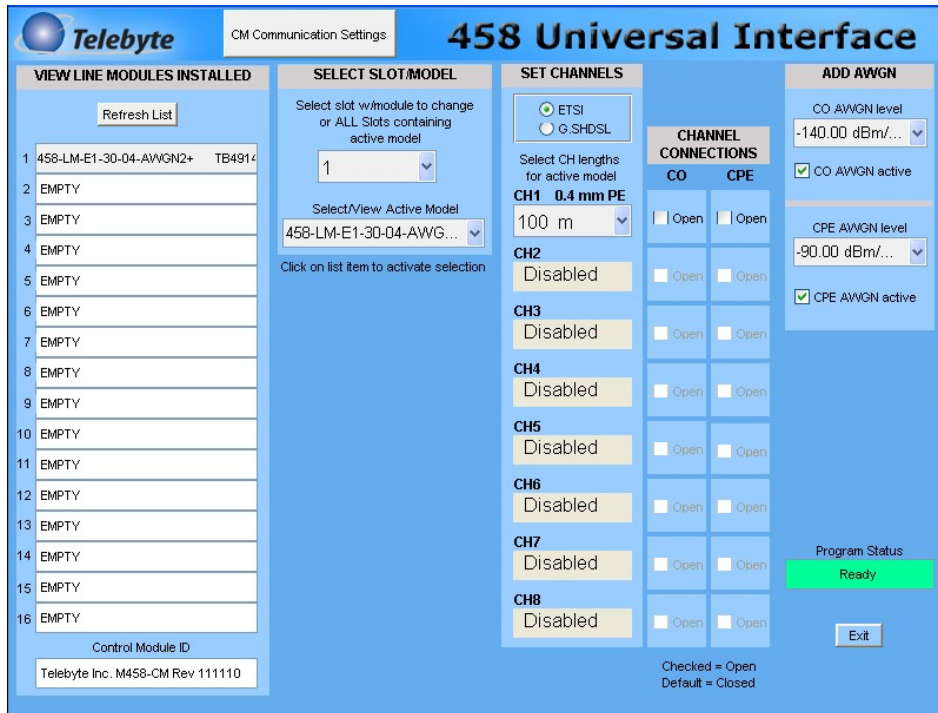 Telebyte
CM Communication Settings
458 Universal Interface
VIEW LINE MODULES INSTALLED
Refresh List
1 458-LM-E1-30-04-AWGN2+ TB4914
2 EMPTY
3 EMPTY
4 EMPTY
5 EMPTY
6 EMPTY
7 EMPTY
8 EMPTY
9 EMPTY
10 EMPTY
11 EMPTY
12 EMPTY
13 EMPTY
14 EMPTY
15 EMPTY
16 EMPTY
Control Module ID
Telebyte Inc. M458-CM Rev 111110
SELECT SLOT/MODEL
Select slot w/module to change
or ALL Slots containing
active model
1
Select/View Active Model
458-LM-E1-30-04-AWG...
Click on list item to activate selection
SET CHANNELS
ETSI
G.SHDSL
Select CH lengths
for active model
CH1 0.4 mm PE
100 m
CH2
Disabled
CH3
Disabled
CH4
Disabled
CH5
Disabled
CH6
Disabled
CH7
Disabled
CH8
Disabled
CHANNEL
CONNECTIONS
CO CPE
Open Open
Open Open
Open Open
Open Open
Open Open
Open Open
Open Open
Open Open
Checked = Open
Default = Closed
ADD AWGN
CO AWGN level
-140.00 dBm/...
CO AWGN active
CPE AWGN level
-90.00 dBm/...
CPE AWGN active
Program Status
Ready
Exit